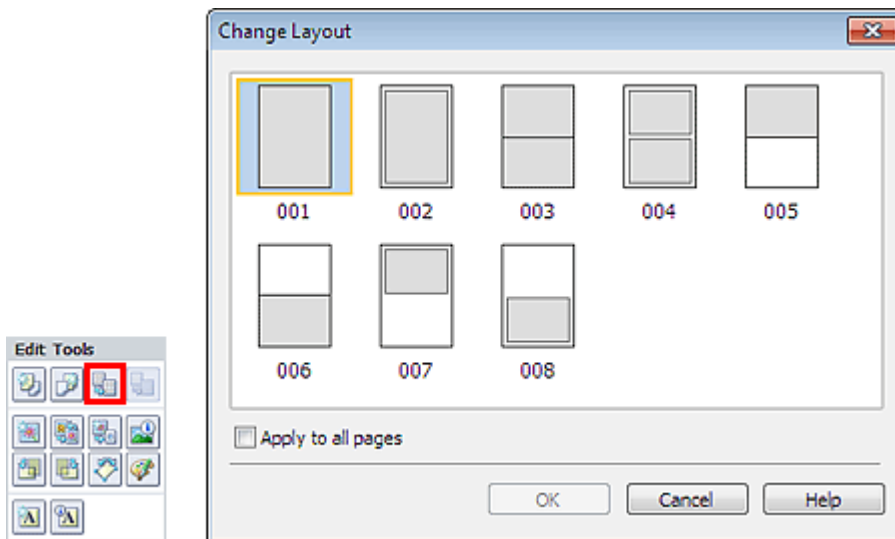 Change Layout
001 002 003 004 005
006 007 008
Edit Tools
Apply to all pages
OK Cancel Help
A A